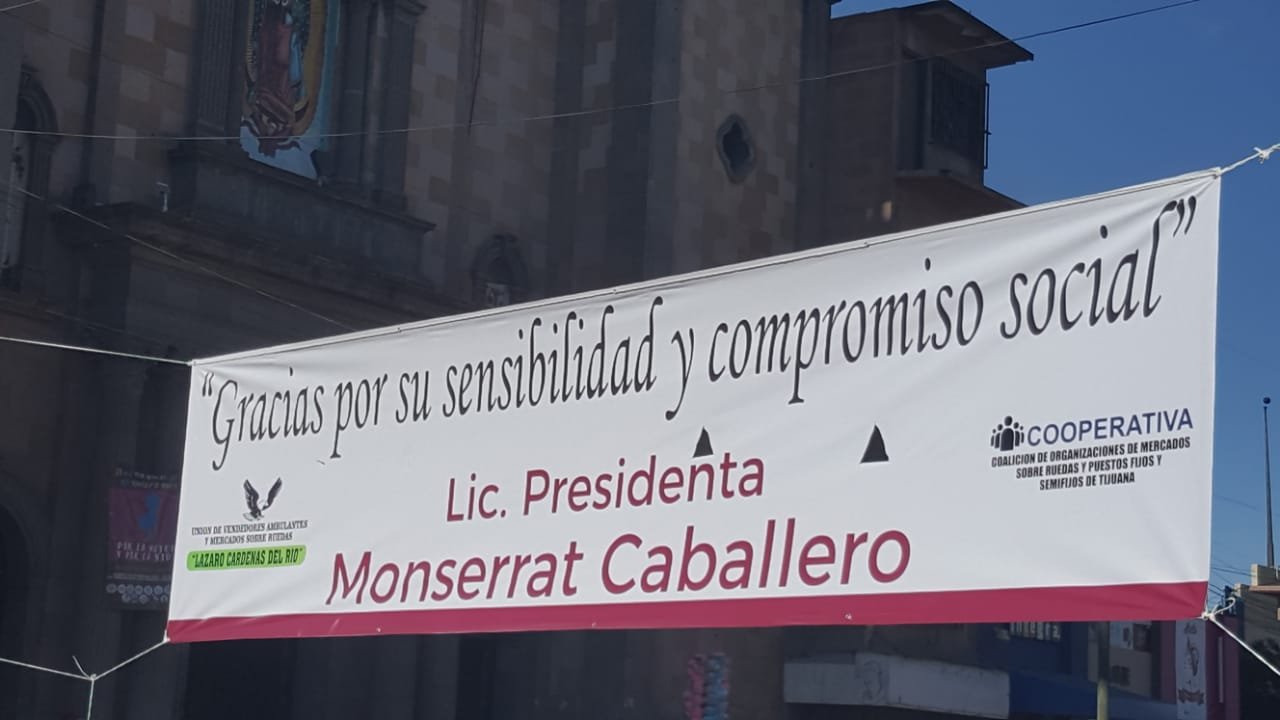 “Gracias por su sensibilidad y compromiso social”
Lic. Presidenta
Monserrat Caballero
UNION DE VENDEDORES AMBULANTES
Y MERCADOS SOBRE RUEDAS
"LAZARO CARDENAS DEL RIO"
COOPERATIVA
COALICION DE ORGANIZACIONES DE MERCADOS
SOBRE RUEDAS Y PUESTOS FIJOS Y
SEMIFIJOS DE TIJUANA